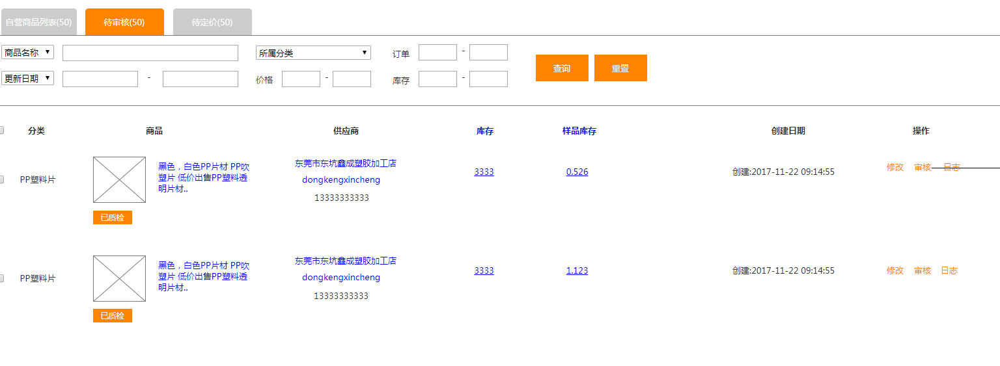 自营商品列表(50) 待审核(50) 待定价(50)
商品名称 所属分类 订单 - 查询 重置
更新日期 - 价格 - 库存 -
分类 商品 供应商 库存 样品库存 创建日期 操作
PP塑料片
黑色，白色PP片材 PP吹
塑片 低价出售PP塑料透
明片材..
已质检
东莞市东坑鑫成塑胶加工店
dongkengxincheng
13333333333
3333
0.526
创建:2017-11-22 09:14:55
修改 审核 日志
PP塑料片
黑色，白色PP片材 PP吹
塑片 低价出售PP塑料透
明片材..
已质检
东莞市东坑鑫成塑胶加工店
dongkengxincheng
13333333333
3333
1.123
创建:2017-11-22 09:14:55
修改 审核 日志